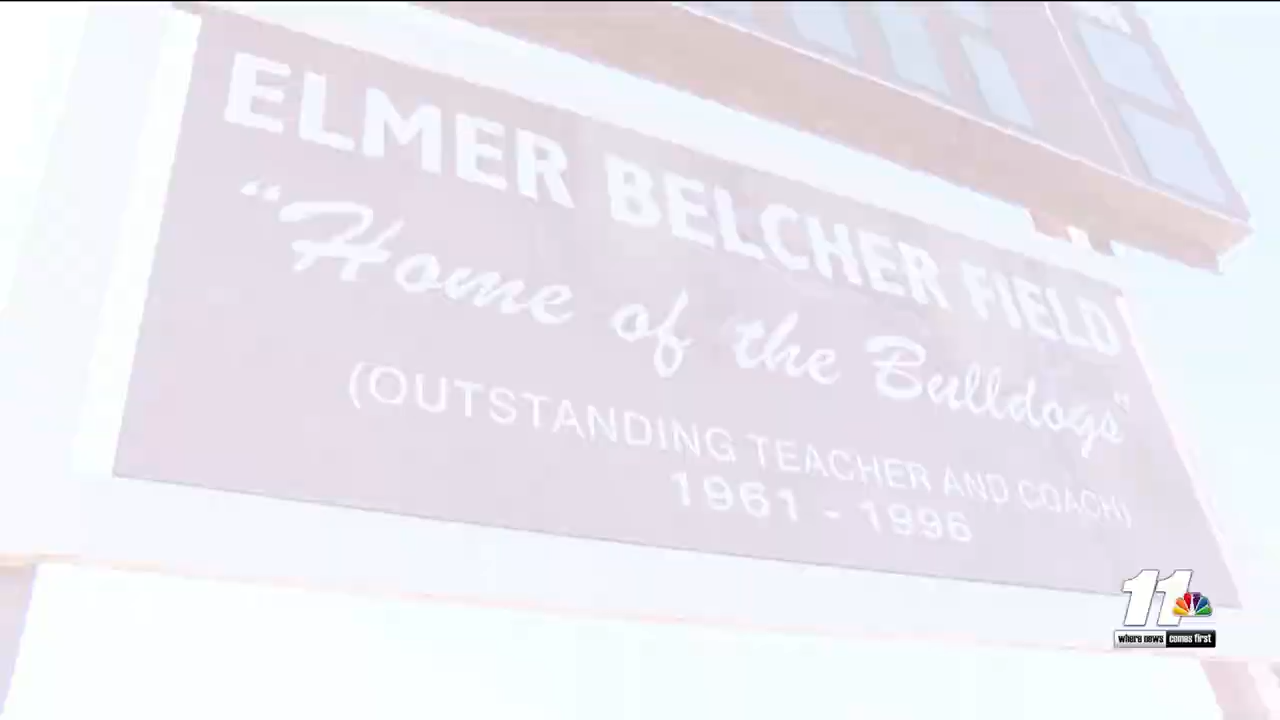 ELMER BELCHER FIELD
“Home of the Bulldogs”
(OUTSTANDING TEACHER AND COACH)
1961 - 1996
11
where news comes first